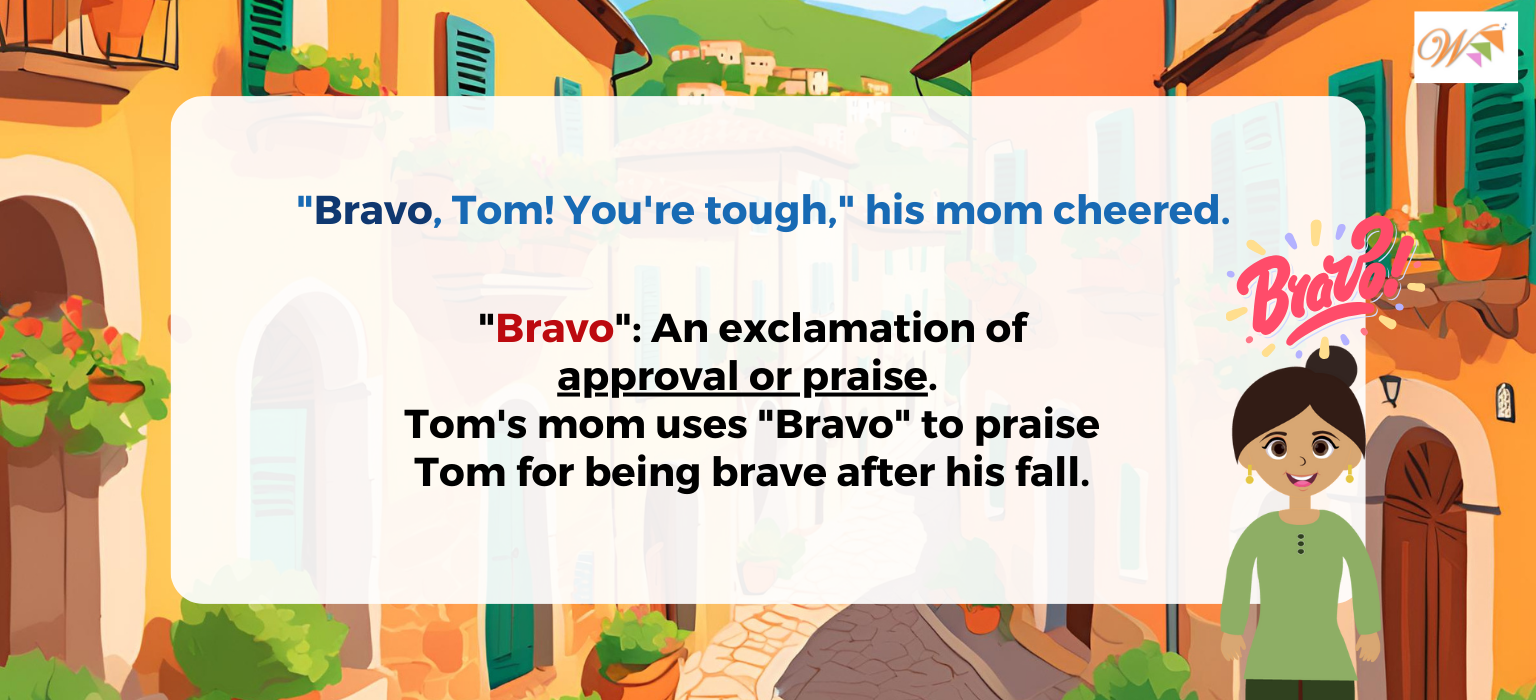 W
"Bravo, Tom! You're tough," his mom cheered.
Bravo!
"Bravo": An exclamation of
approval or praise.
Tom's mom uses "Bravo" to praise
Tom for being brave after his fall.